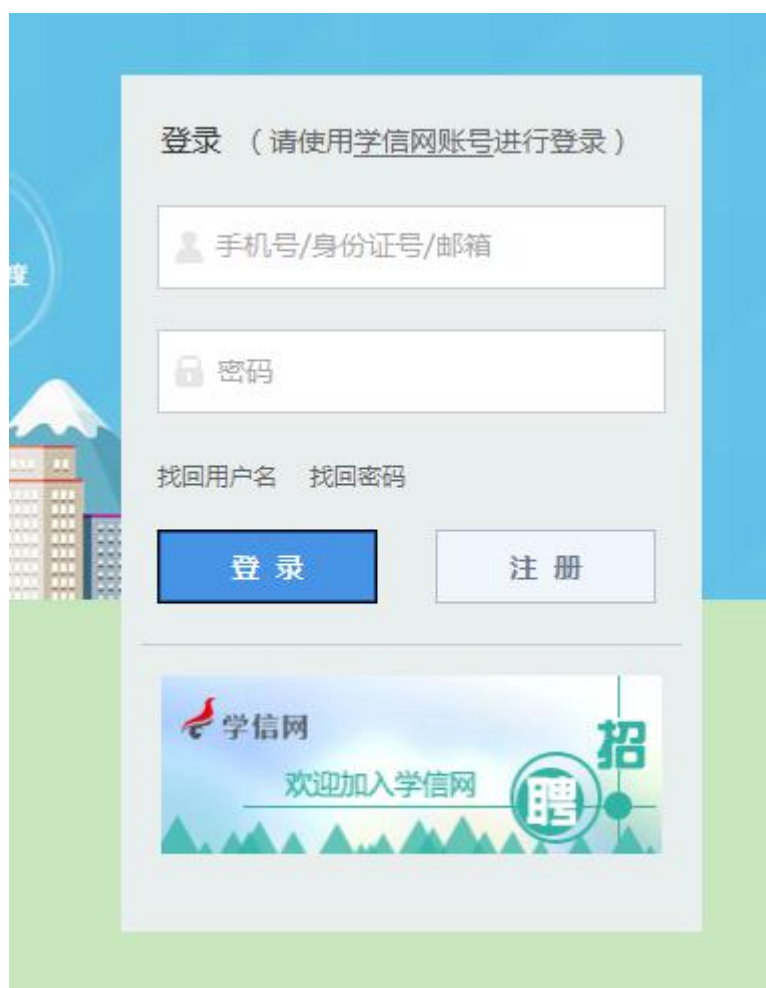 登录 （请使用学信网账号进行登录）
手机号/身份证号/邮箱
度
密码
找回用户名 找回密码
登 录 注 册
学信网
招
欢迎加入学信网
聘